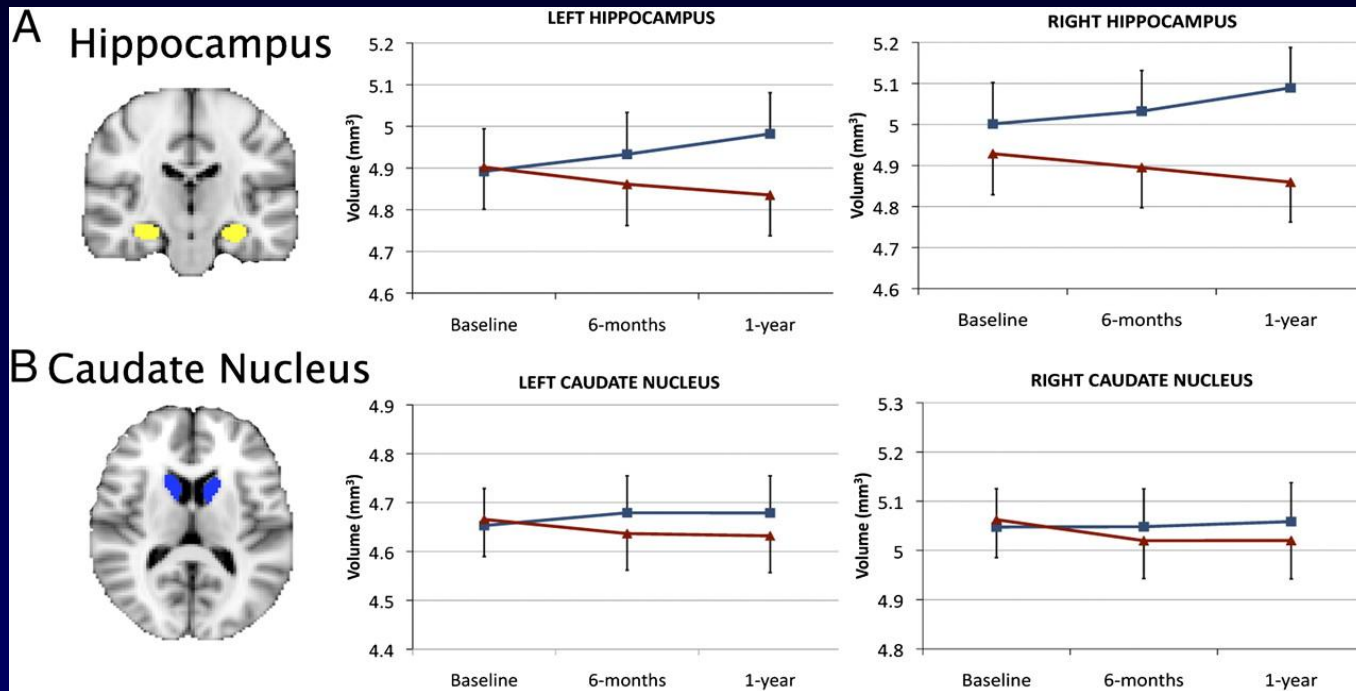 A Hippocampus
LEFT HIPPOCAMPUS
Volume (mm³)
5.2
5.1
5
4.9
4.8
4.7
4.6
Baseline 6-months 1-year
RIGHT HIPPOCAMPUS
Volume (mm³)
5.2
5.1
5
4.9
4.8
4.7
4.6
Baseline 6-months 1-year
B Caudate Nucleus
LEFT CAUDATE NUCLEUS
Volume (mm³)
4.9
4.8
4.7
4.6
4.5
4.4
Baseline 6-months 1-year
RIGHT CAUDATE NUCLEUS
Volume (mm³)
5.3
5.2
5.1
5
4.9
4.8
Baseline 6-months 1-year